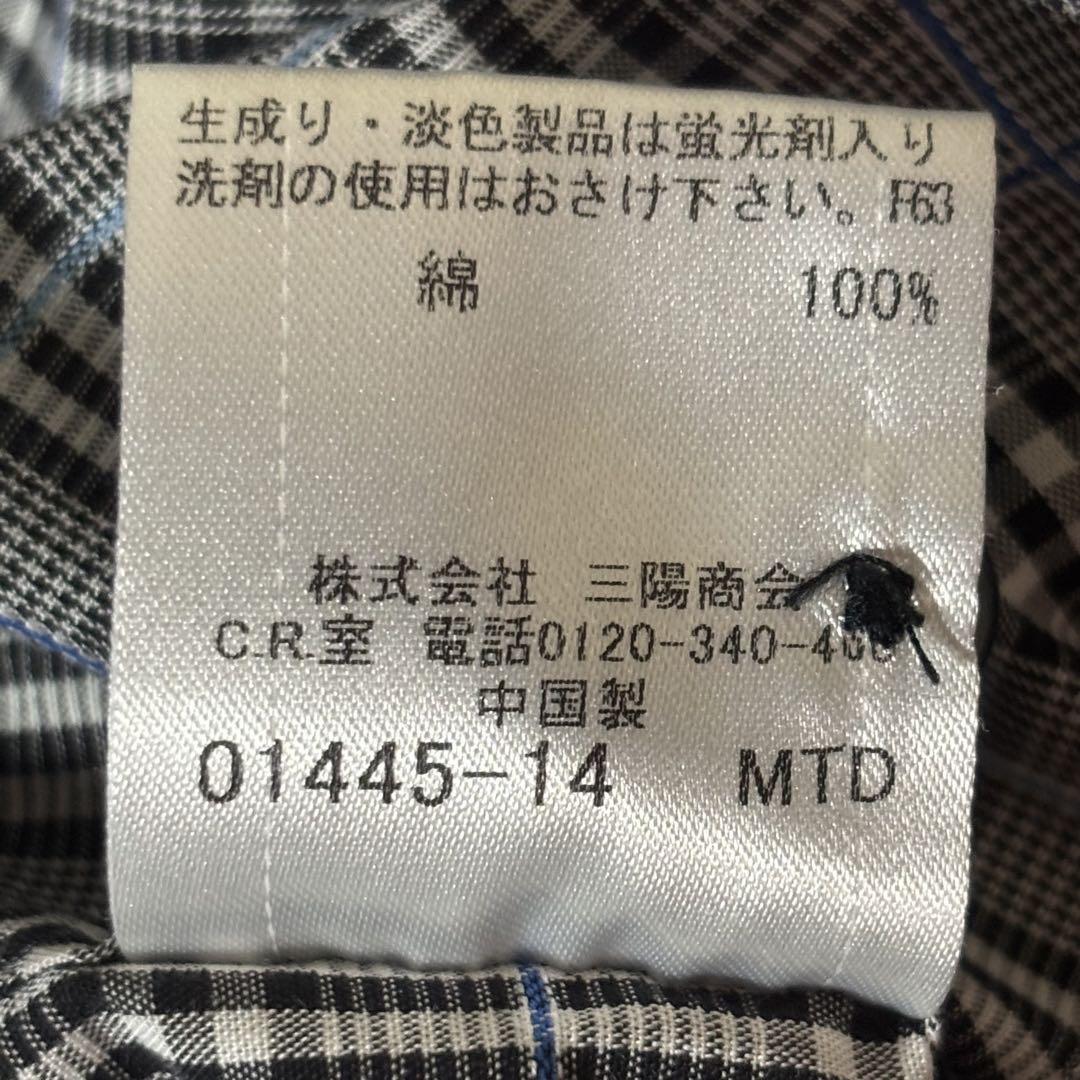 生成り・淡色製品は蛍光剤入り
洗剤の使用はおさけ下さい。F63
綿 100%
株式会社 三陽商会
C.R.室 電話0120-340-4
中国製
01445-14 MTD